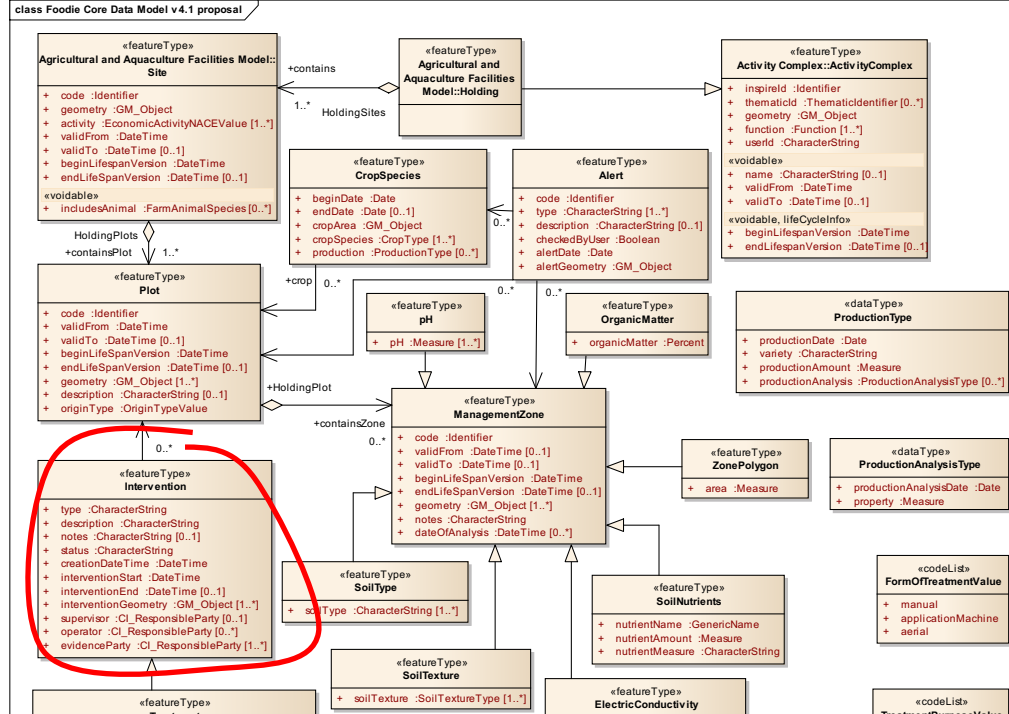 class Foodie Core Data Model v4.1 proposal
«featureType»
Agricultural and Aquaculture Facilities Model::
Site
+ code :Identifier
+ geometry :GM_Object
+ activity :EconomicActivityNACEValue [1..*]
+ validFrom :DateTime
+ validTo :DateTime [0..1]
+ beginLifespanVersion :DateTime
+ endLifeSpanVersion :DateTime [0..1]
«voidable»
+ includesAnimal :FarmAnimalSpecies [0..*]
+contains
1..*
HoldingSites
«featureType»
Agricultural and
Aquaculture Facilities
Model::Holding
«featureType»
Activity Complex::ActivityComplex
+ inspireId :Identifier
+ thematicId :ThematicIdentifier [0..*]
+ geometry :GM_Object
+ function :Function [1..*]
+ userId :CharacterString
«voidable»
+ name :CharacterString [0..1]
+ validFrom :DateTime
+ validTo :DateTime [0..1]
«voidable, lifeCycleInfo»
+ beginLifespanVersion :DateTime
+ endLifespanVersion :DateTime [0..1]
«featureType»
CropSpecies
+ beginDate :Date
+ endDate :Date [0..1]
+ cropArea :GM_Object
+ cropSpecies :CropType [1..*]
+ production :ProductionType [0..*]
«featureType»
Alert
+ code :Identifier
+ type :CharacterString [1..*]
+ description :CharacterString [0..1]
+ checkedByUser :Boolean
+ alertDate :Date
+ alertGeometry :GM_Object
0..*
HoldingPlots
+containsPlot
1..*
+crop
0..*
0..*
0..*
«featureType»
Plot
+ code :Identifier
+ validFrom :DateTime
+ validTo :DateTime [0..1]
+ beginLifeSpanVersion :DateTime
+ endLifeSpanVersion :DateTime [0..1]
+ geometry :GM_Object [1..*]
+ description :CharacterString [0..1]
+ originType :OriginTypeValue
«featureType»
pH
+ pH :Measure [1..*]
«featureType»
OrganicMatter
+ organicMatter :Percent
«dataType»
ProductionType
+ productionDate :Date
+ variety :CharacterString
+ productionAmount :Measure
+ productionAnalysis :ProductionAnalysisType [0..*]
+HoldingPlot
+containsZone
0..*
«featureType»
ManagementZone
+ code :Identifier
+ validFrom :DateTime [0..1]
+ validTo :DateTime [0..1]
+ beginLifeSpanVersion :DateTime
+ endLifeSpanVersion :DateTime [0..1]
+ geometry :GM_Object [1..*]
+ notes :CharacterString
+ dateOfAnalysis :DateTime [0..*]
«featureType»
ZonePolygon
+ area :Measure
«dataType»
ProductionAnalysisType
+ productionAnalysisDate :Date
+ property :Measure
0..*
«featureType»
Intervention
+ type :CharacterString
+ description :CharacterString
+ notes :CharacterString [0..1]
+ status :CharacterString
+ creationDateTime :DateTime
+ interventionStart :DateTime
+ interventionEnd :DateTime [0..1]
+ interventionGeometry :GM_Object [1..*]
+ supervisor :CI_ResponsibleParty [0..1]
+ operator :CI_ResponsibleParty [0..*]
+ evidenceParty :CI_ResponsibleParty [1..*]
«featureType»
SoilType
+ soilType :CharacterString [1..*]
«featureType»
SoilNutrients
+ nutrientName :GenericName
+ nutrientAmount :Measure
+ nutrientMeasure :CharacterString
«codeList»
FormOfTreatmentValue
+ manual
+ applicationMachine
+ aerial
«featureType»
SoilTexture
+ soilTexture :SoilTextureType [1..*]
«featureType»
ElectricConductivity
«featureType»
«codeList»